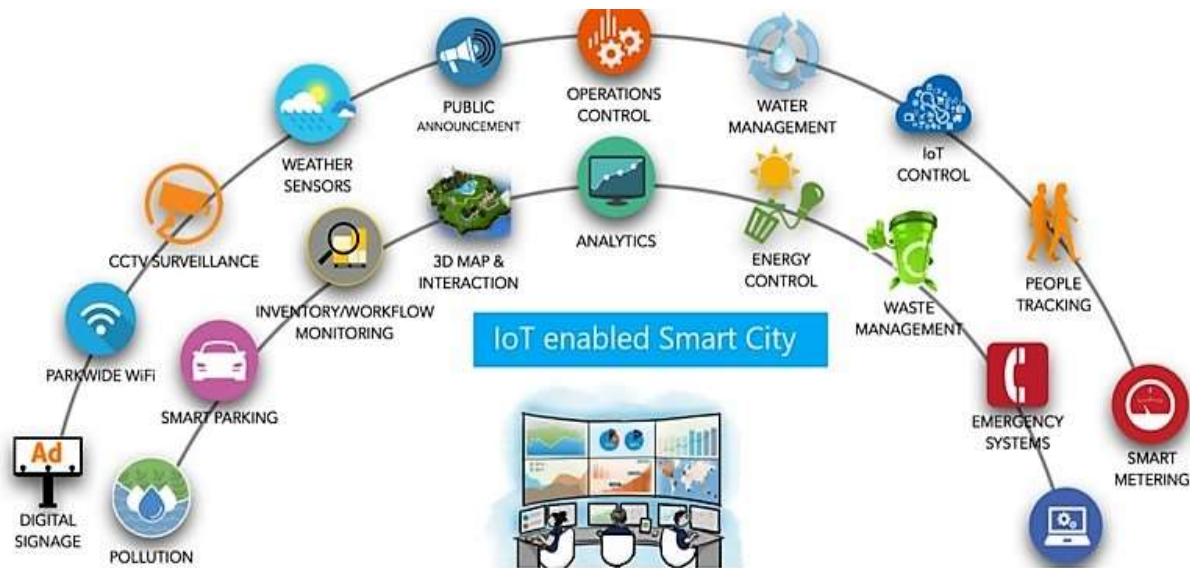 PUBLIC
ANNOUNCEMENT
OPERATIONS
CONTROL
WATER
MANAGEMENT
WEATHER
SENSORS
IoT
CONTROL
CCTV SURVEILLANCE
PEOPLE
TRACKING
PARKWIDE WiFi
SMART
METERING
Ad
DIGITAL
SIGNAGE
ANALYTICS
3D MAP &
INTERACTION
ENERGY
CONTROL
INVENTORY/WORKFLOW
MONITORING
WASTE
MANAGEMENT
SMART PARKING
EMERGENCY
SYSTEMS
POLLUTION
IoT enabled Smart City